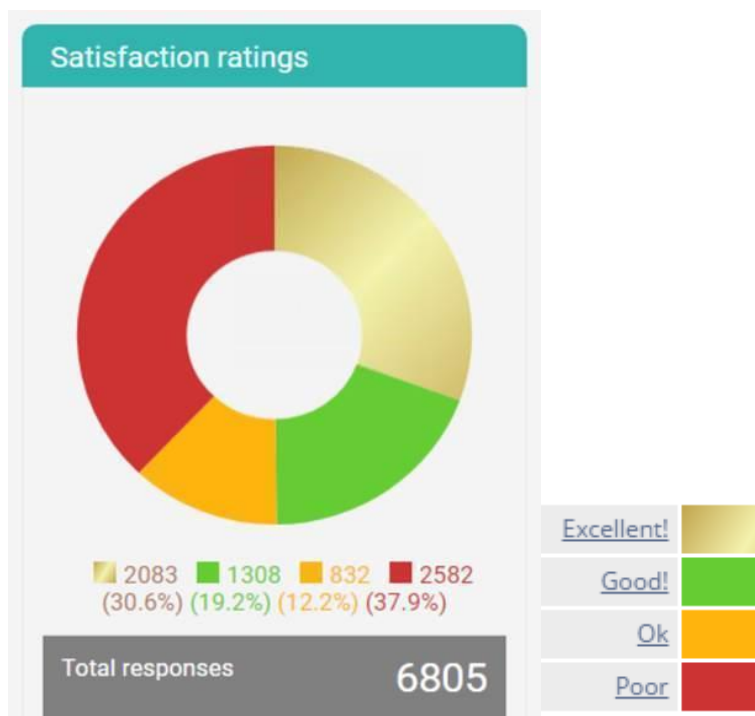 Satisfaction ratings
2083 1308 832 2582
(30.6%) (19.2%) (12.2%) (37.9%)
Total responses 6805
Excellent!
Good!
Ok
Poor